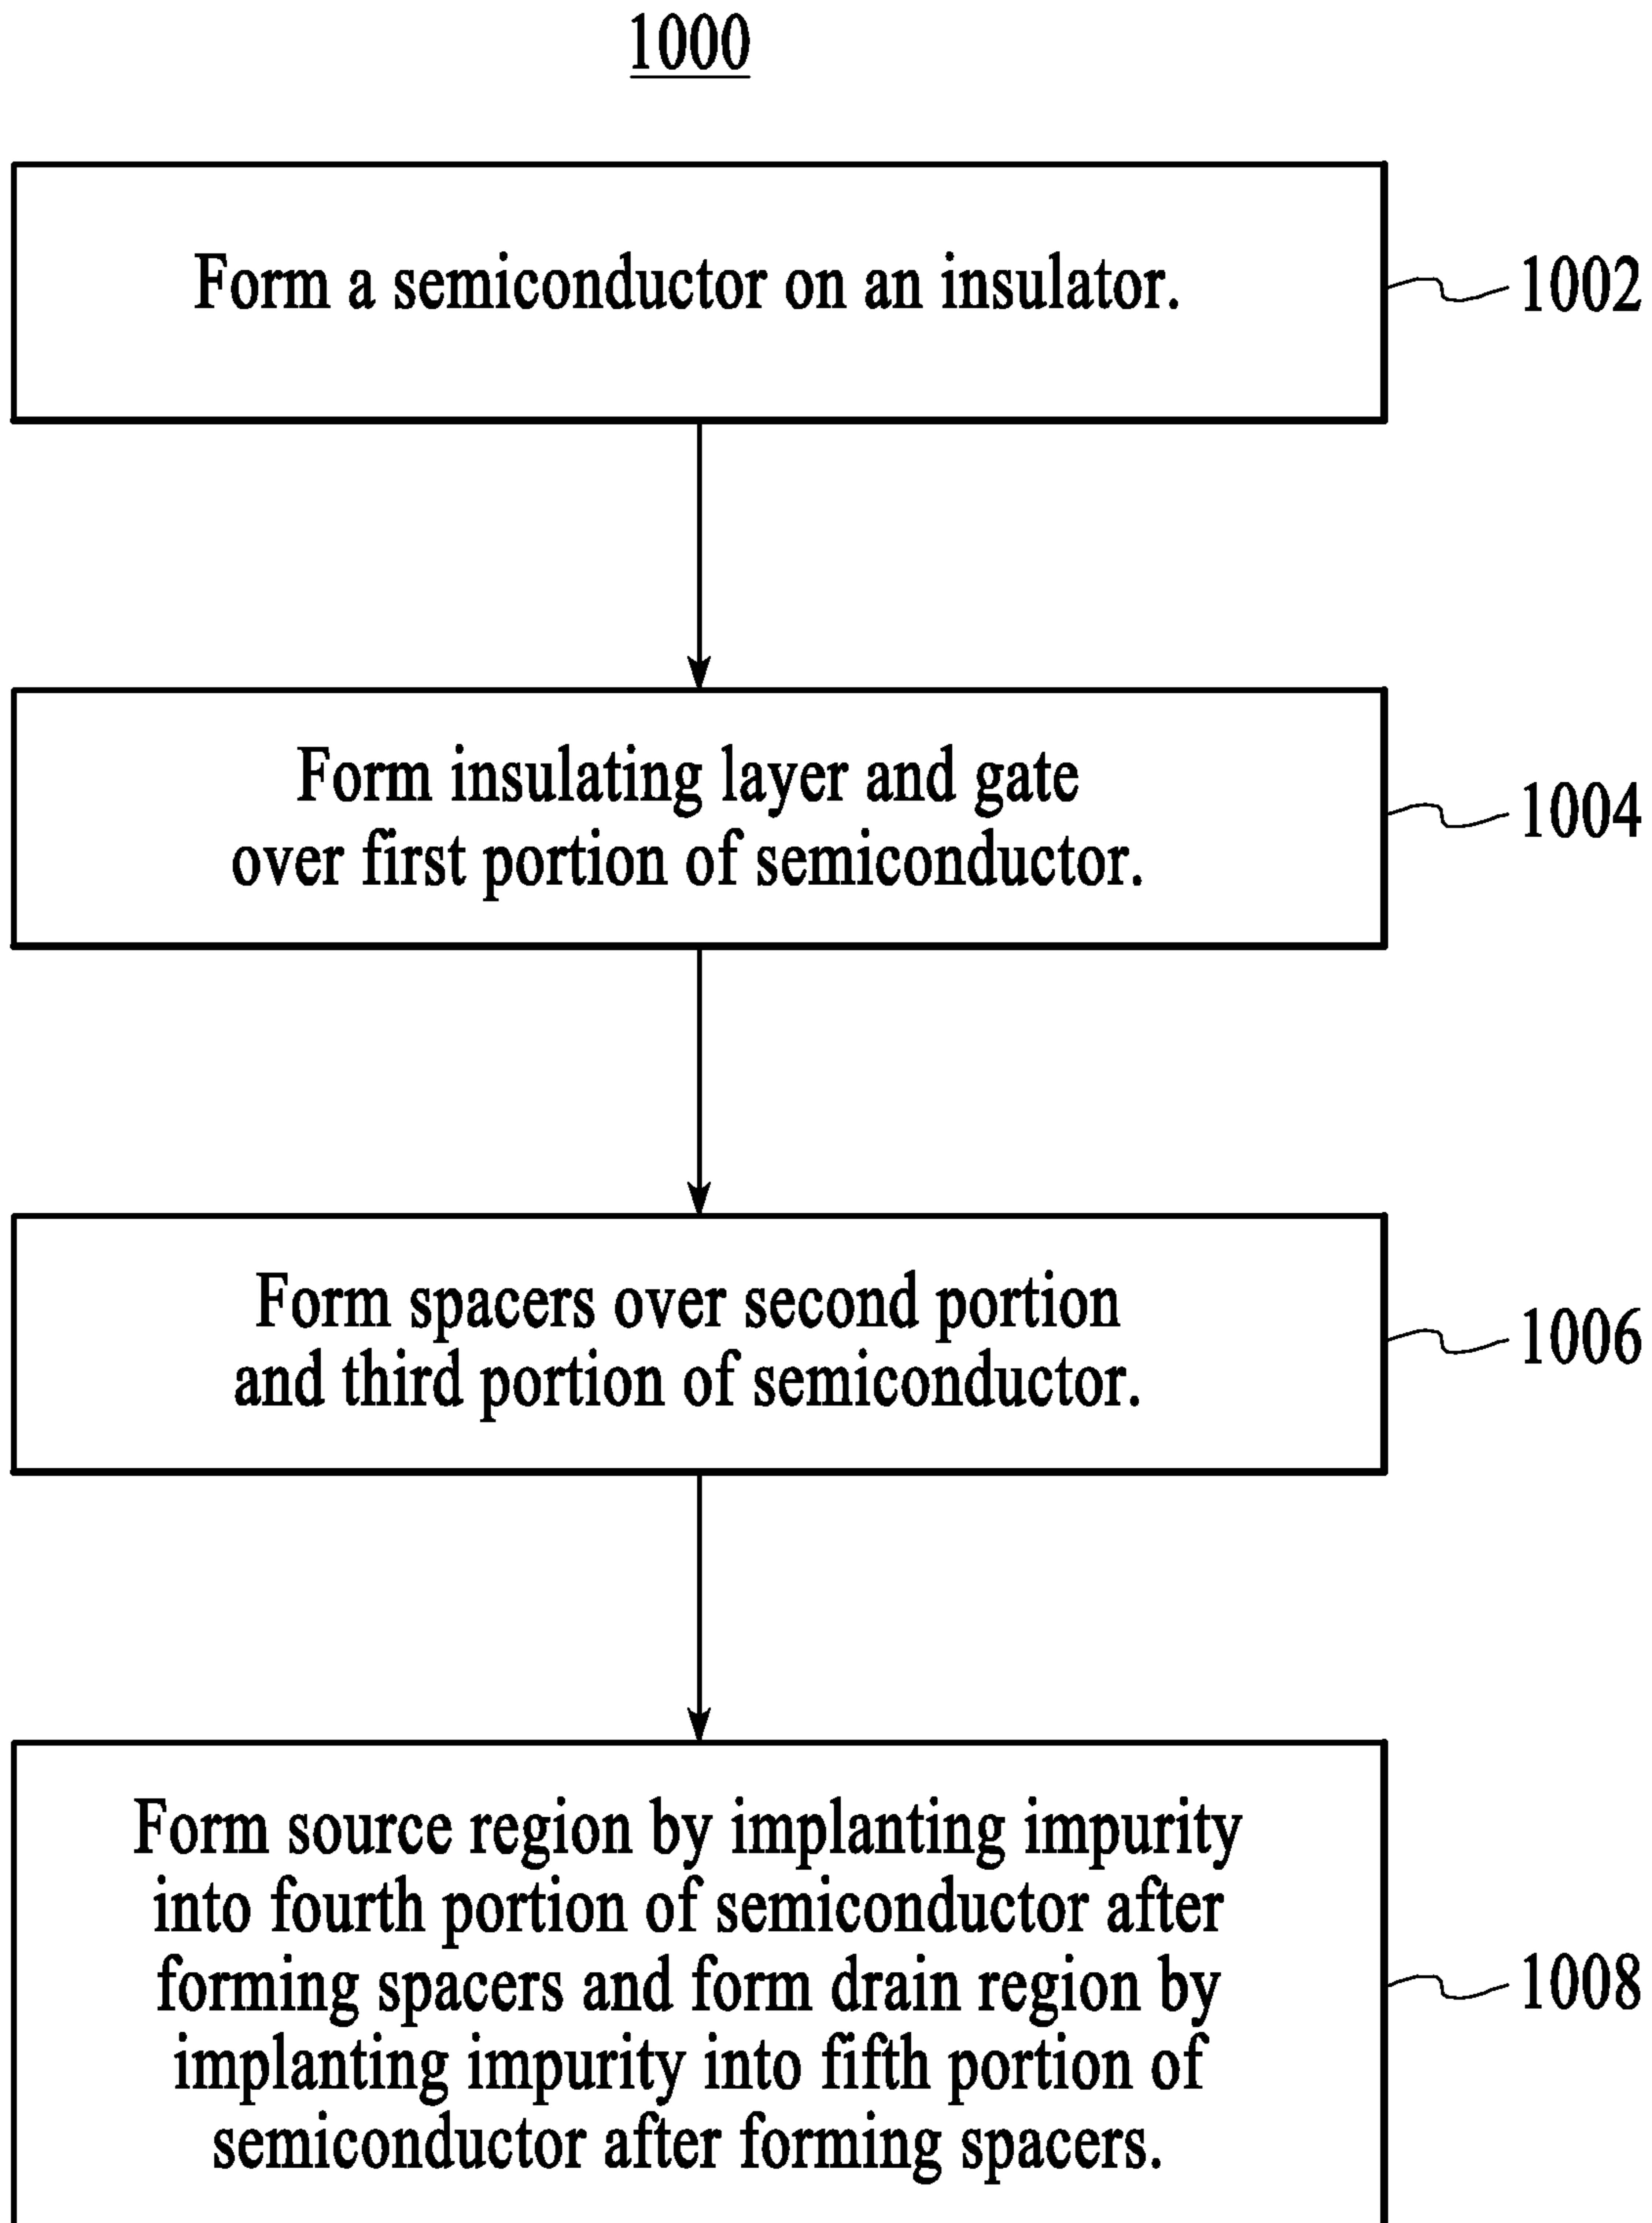 1000
Form a semiconductor on an insulator.
1002
Form insulating layer and gate
over first portion of semiconductor.
1004
Form spacers over second portion
and third portion of semiconductor.
1006
Form source region by implanting impurity
into fourth portion of semiconductor after
forming spacers and form drain region by
implanting impurity into fifth portion of
semiconductor after forming spacers.
1008